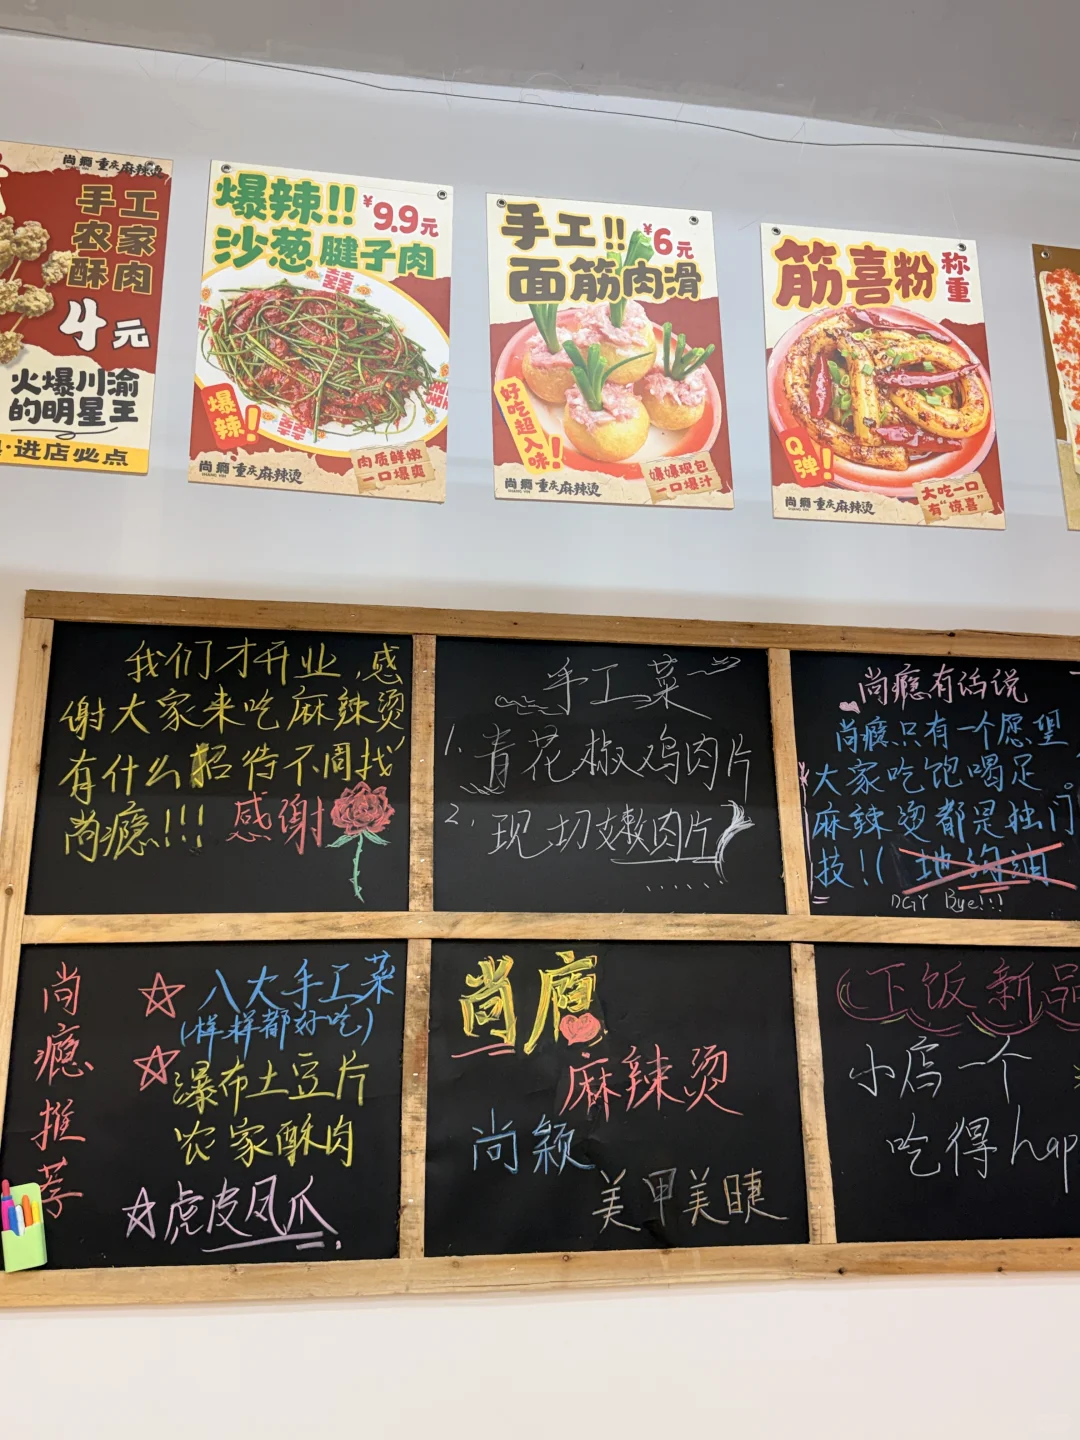 尚瘾 重庆麻辣烫
手工
农家
酥肉
4元
火爆川渝
的明星王
·进店必点
爆辣!!
¥9.9元
沙葱腱子肉
爆辣!
尚瘾 重庆麻辣烫
肉质鲜嫩
一口爆爽
手工!!
¥6元
面筋肉滑
好吃超入味!
尚瘾 重庆麻辣烫
姨姨现包
一口爆汁
筋喜粉
称重
Q弹!
尚瘾 重庆麻辣烫
大吃一口
有“惊喜”
我们才开业,感
谢大家来吃麻辣烫
有什么招待不周找
尚瘾!!! 感谢
手工菜
1. 青花椒鸡肉片
2. 现切嫩肉片
......
尚瘾有话说
尚瘾只有一个愿望
大家吃饱喝足。
麻辣烫都是独门
技!! 地沟油
DGY Bye!!!
尚瘾推荐
八大手工菜
(样样都好吃)
瀑布土豆片
农家酥肉
虎皮凤爪
麻辣烫
尚颖
美甲美睫
下饭新品
小店一个
吃得hap